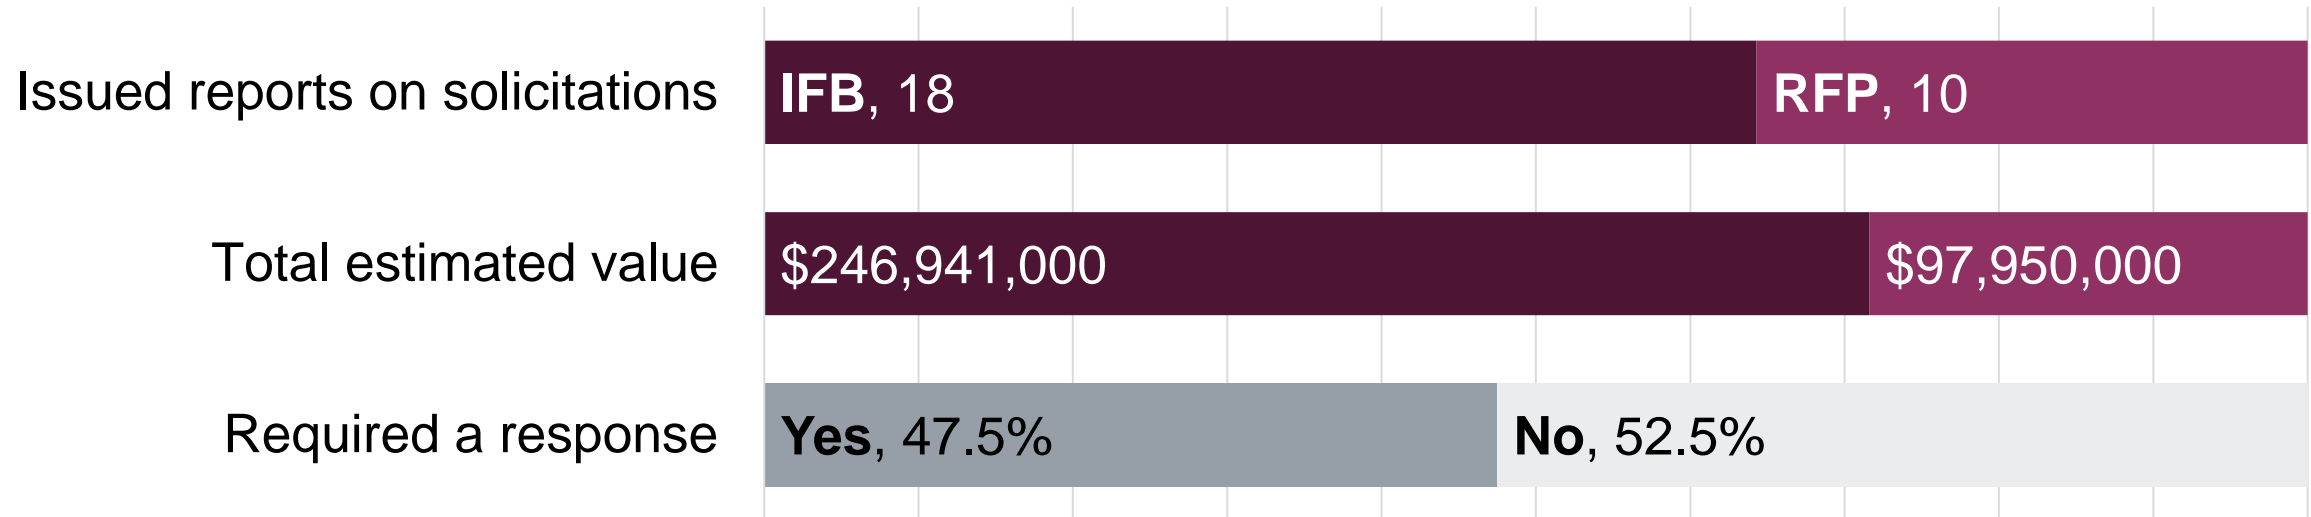 Issued reports on solicitations IFB, 18 RFP, 10
Total estimated value $246,941,000 $97,950,000
Required a response Yes, 47.5% No, 52.5%